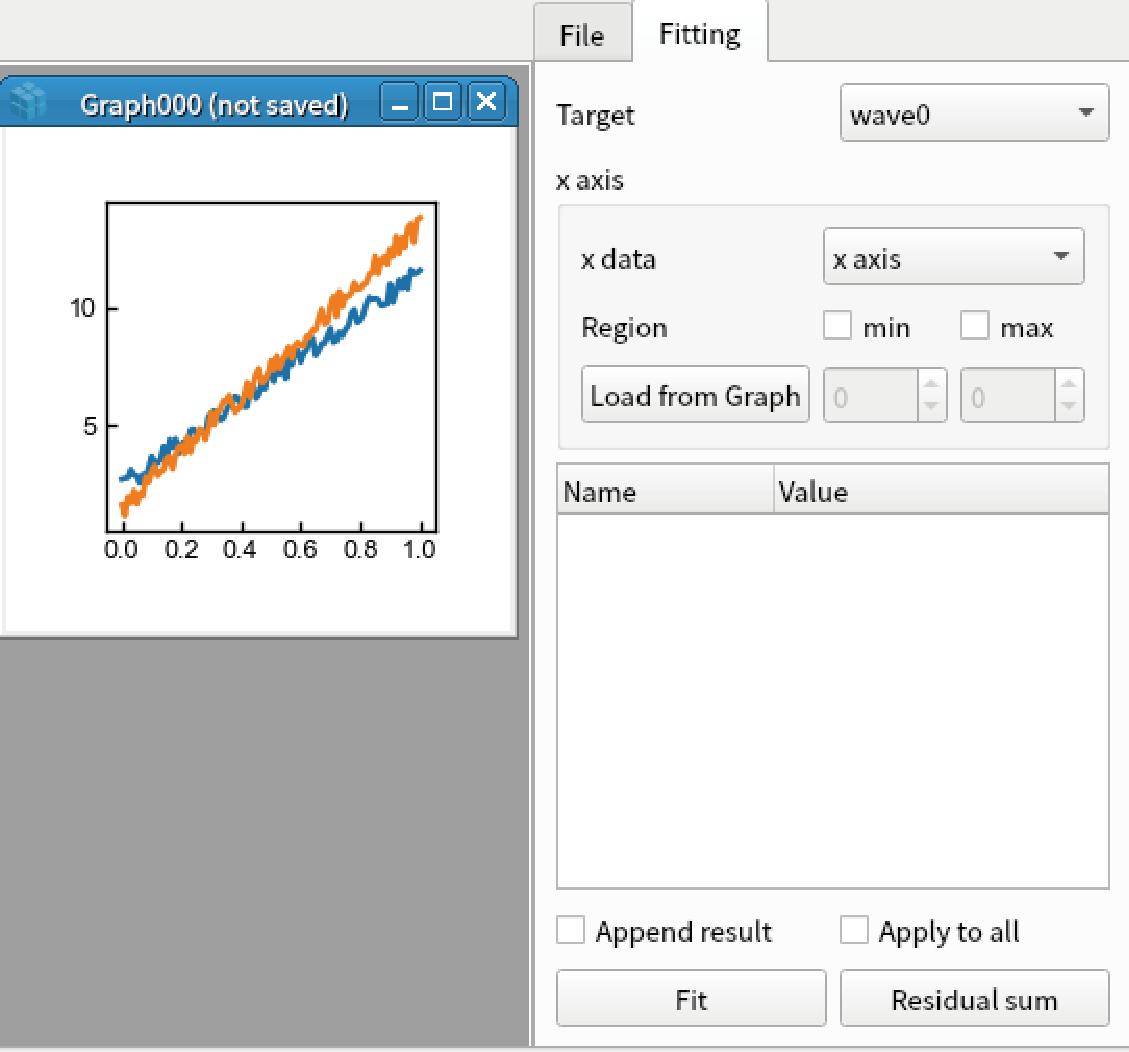 File Fitting
Graph000 (not saved)
10
5
0.0 0.2 0.4 0.6 0.8 1.0
Target wave0
x axis
x data x axis
Region min max
Load from Graph 0 0
Name Value
Append result Apply to all
Fit Residual sum